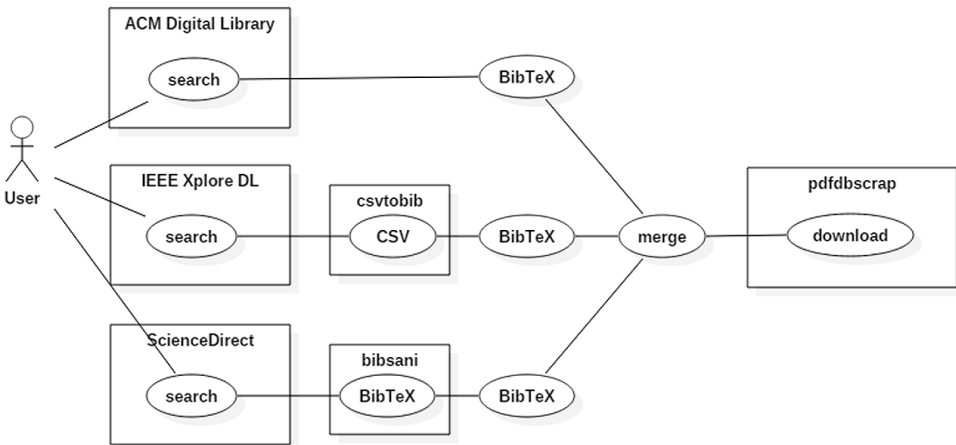 ACM Digital Library
search
BibTeX
User
IEEE Xplore DL
search
csvtobib
CSV
BibTeX
merge
pdfdbscrap
download
ScienceDirect
search
bibsani
BibTeX
BibTeX